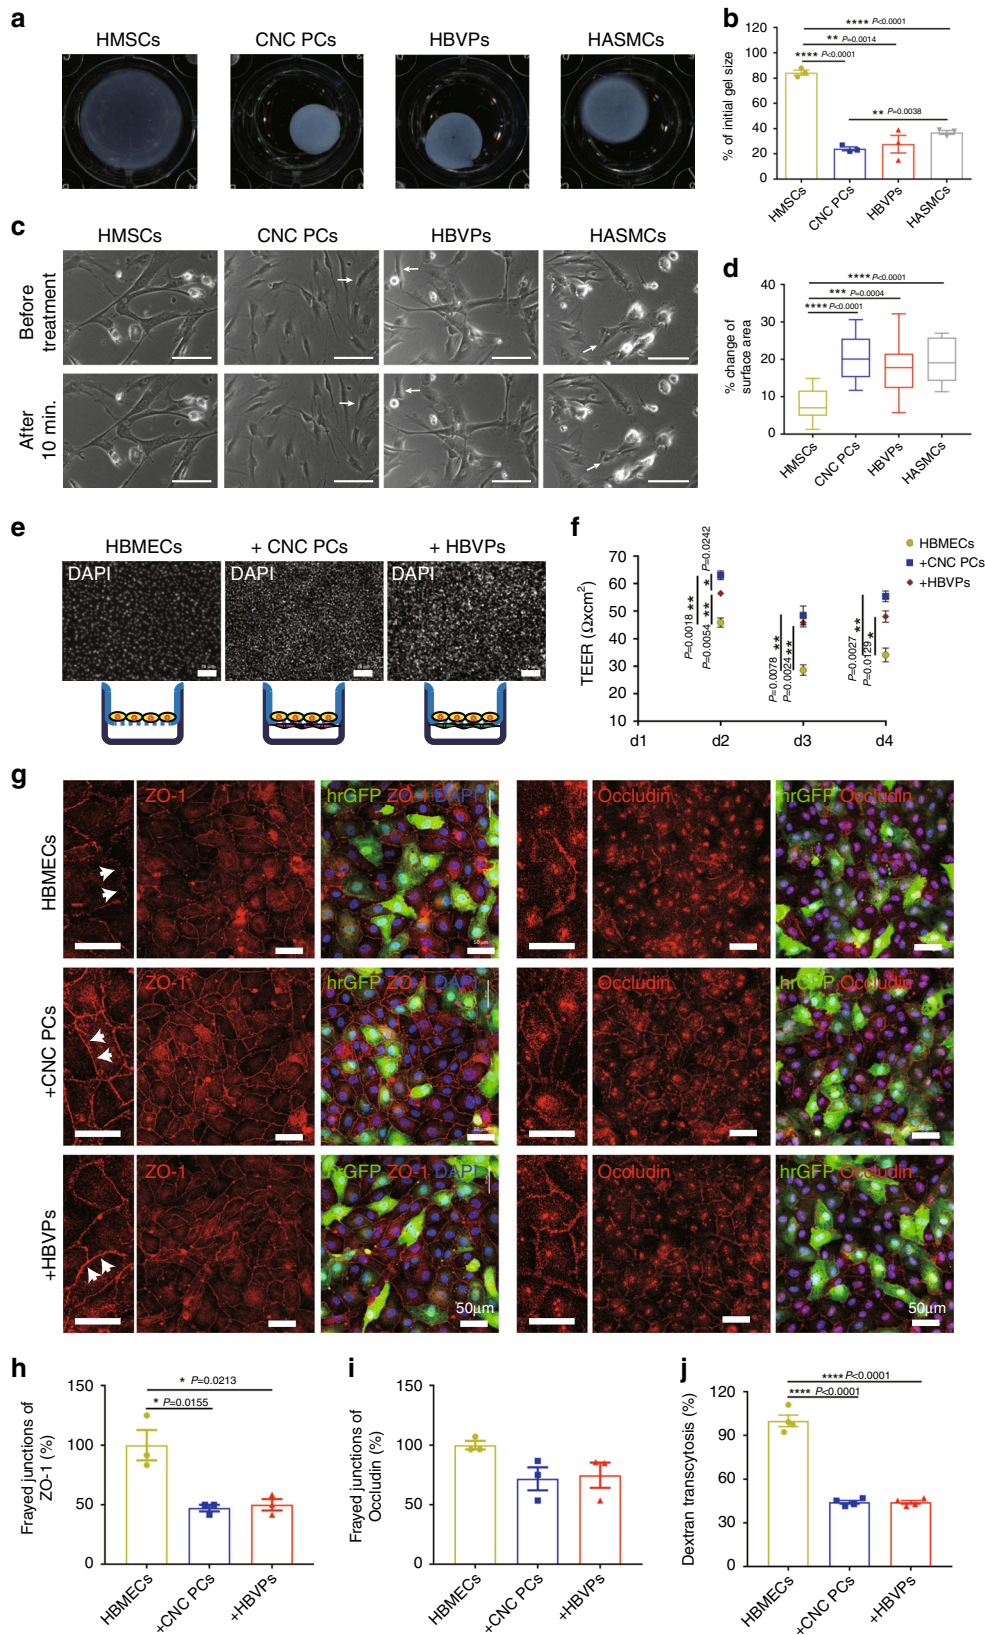 a
HMSCs
CNC PCs
HBVPs
HASMCs
b
% of initial gel size
120
100
80
60
40
20
0
**** P<0.0001
** P=0.0014
**** P<0.0001
** P=0.0038
HMSCs
CNC PCs
HBVPs
HASMCs
c
HMSCs
CNC PCs
HBVPs
HASMCs
Before treatment
After 10 min.
d
% change of surface area
40
30
20
10
0
**** P<0.0001
*** P=0.0004
**** P<0.0001
HMSCs
CNC PCs
HBVPs
HASMCs
e
HBMECs
+ CNC PCs
+ HBVPs
DAPI
DAPI
DAPI
f
TEER (Ωxcm²)
70
60
50
40
30
20
10
d1
d2
d3
d4
P=0.0018 **
P=0.0054 **
* P=0.0242
P=0.0078 **
P=0.0024 **
P=0.0027 **
P=0.0129 *
HBMECs
+CNC PCs
+HBVPs
g
HBMECs
ZO-1
hrGFP ZO-1 DAPI
Occludin
hrGFP Occludin
+CNC PCs
ZO-1
hrGFP ZO-1 DAPI
Occludin
hrGFP Occludin
+HBVPs
ZO-1
hrGFP ZO-1 DAPI
50μm
Occludin
hrGFP Occludin
50μm
h
Frayed junctions of ZO-1 (%)
150
100
50
0
* P=0.0213
* P=0.0155
HBMECs
+CNC PCs
+HBVPs
i
Frayed junctions of Occludin (%)
150
100
50
0
HBMECs
+CNC PCs
+HBVPs
j
Dextran transcytosis (%)
120
90
60
30
0
**** P<0.0001
**** P<0.0001
HBMECs
+CNC PCs
+HBVPs